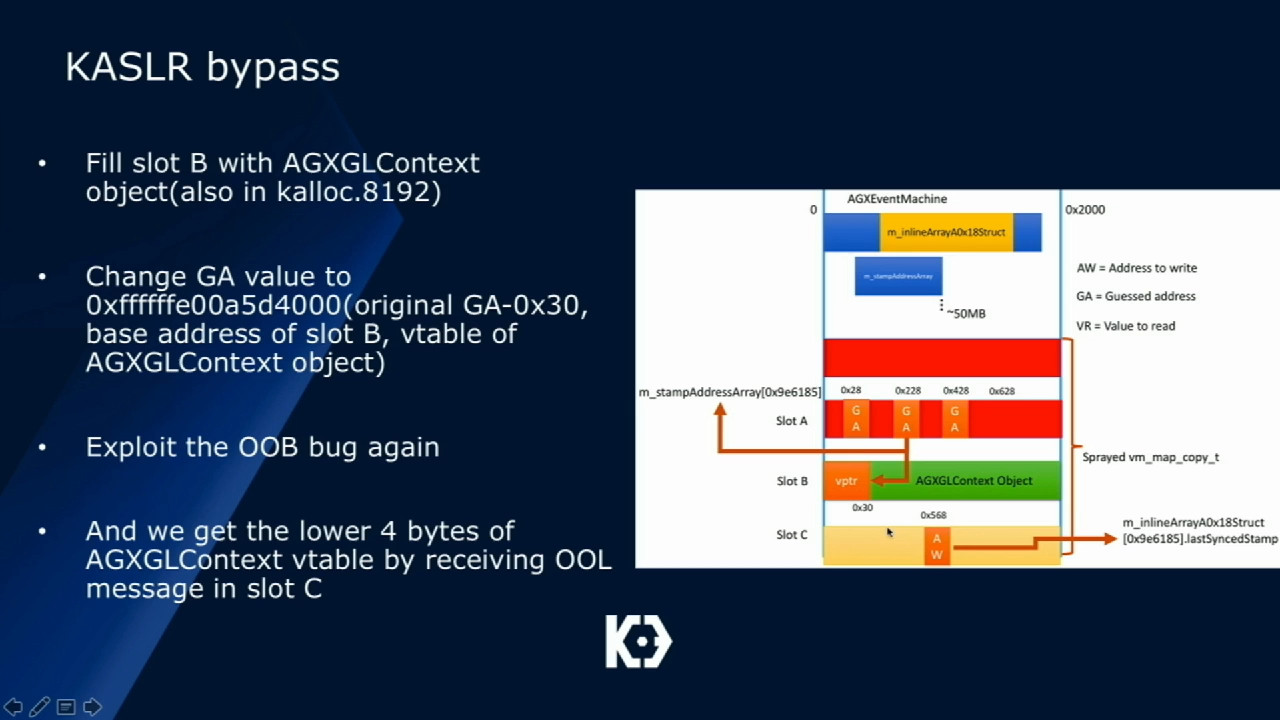 KASLR bypass
• Fill slot B with AGXGLContext
object(also in kalloc.8192)
• Change GA value to
0xffffffe00a5d4000(original GA-0x30,
base address of slot B, vtable of
AGXGLContext object)
• Exploit the OOB bug again
• And we get the lower 4 bytes of
AGXGLContext vtable by receiving OOL
message in slot C
AGXEventMachine
0
0x2000
m_inlineArrayA0x18Struct
m_stampAddressArray
~50MB
AW = Address to write
GA = Guessed address
VR = Value to read
m_stampAddressArray[0x9e6185]
0x28
0x228
0x428
0x628
Slot A
G
A
G
A
G
A
Sprayed vm_map_copy_t
Slot B
vptr
AGXGLContext Object
0x30
0x568
Slot C
A
W
m_inlineArrayA0x18Struct
[0x9e6185].lastSyncedStamp